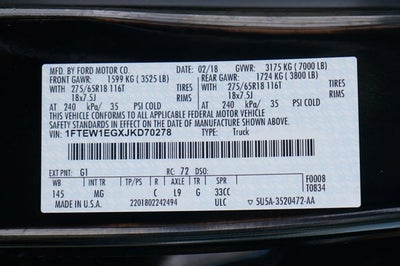 MFD. BY FORD MOTOR CO. 02/18 GVWR: 3175 KG ( 7000 LB)
FRONT GAWR: 1599 KG ( 3525 LB) REAR GAWR: 1724 KG ( 3800 LB)
WITH WITH
275/65R18 116T 275/65R18 116T
18x7.5J 18x7.5J
AT 240 kPa/ 35 PSI COLD AT 240 kPa/ 35 PSI COLD
THIS VEHICLE CONFORMS TO ALL APPLICABLE FEDERAL MOTOR VEHICLE
SAFETY STANDARDS IN EFFECT ON THE DATE OF MANUFACTURE SHOWN ABOVE.
VIN: 1FTEW1EGXJKD70278 TYPE: Truck
EXT PNT: G1 RC: 72 DSO:
WB INT TR TP/PS R AXLE TR SPR F0008
145 MG C L9 G 33CC T0834
MADE IN U.S.A. 2201802242494 ULC 5U5A-3520472-AA